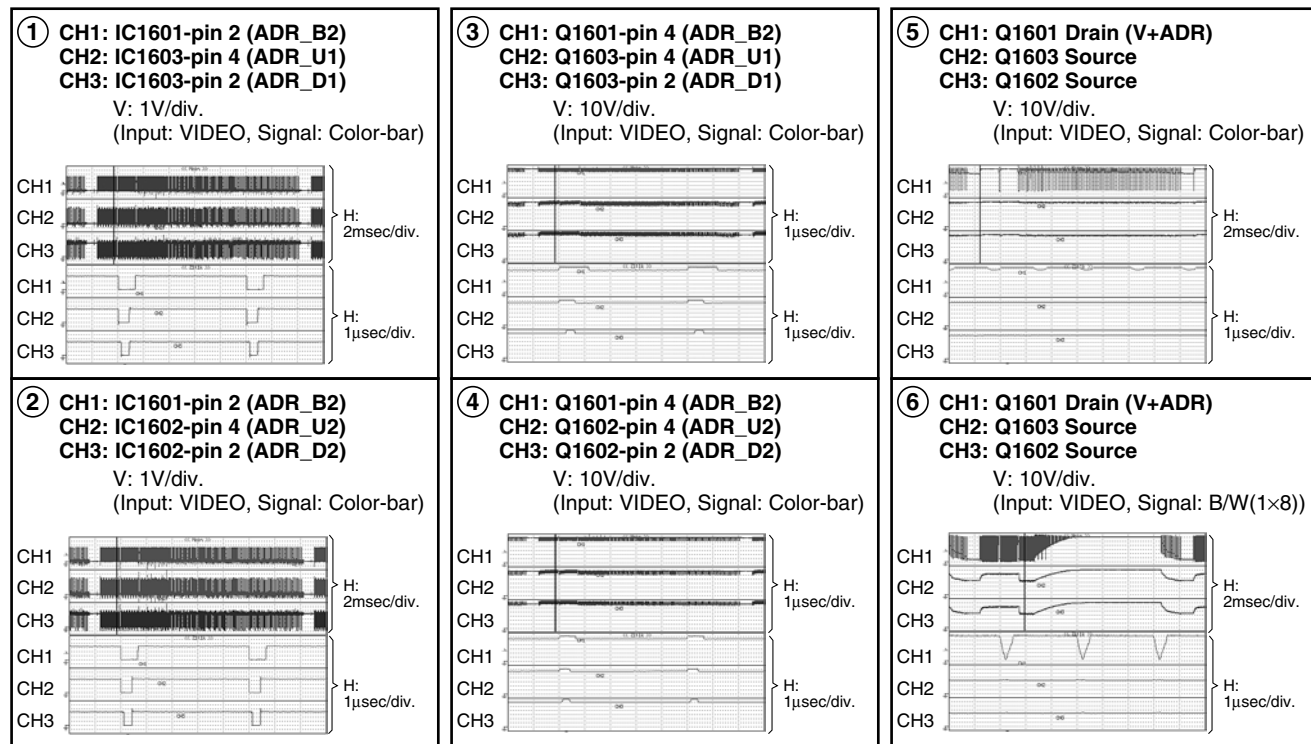 ① CH1: IC1601-pin 2 (ADR_B2)
CH2: IC1603-pin 4 (ADR_U1)
CH3: IC1603-pin 2 (ADR_D1)
V: 1V/div.
(Input: VIDEO, Signal: Color-bar)
CH1
CH2
CH3
H:
2msec/div.
CH1
CH2
CH3
H:
1μsec/div.
② CH1: IC1601-pin 2 (ADR_B2)
CH2: IC1602-pin 4 (ADR_U2)
CH3: IC1602-pin 2 (ADR_D2)
V: 1V/div.
(Input: VIDEO, Signal: Color-bar)
CH1
CH2
CH3
H:
2msec/div.
CH1
CH2
CH3
H:
1μsec/div.
③ CH1: Q1601-pin 4 (ADR_B2)
CH2: Q1603-pin 4 (ADR_U1)
CH3: Q1603-pin 2 (ADR_D1)
V: 10V/div.
(Input: VIDEO, Signal: Color-bar)
CH1
CH2
CH3
H:
1μsec/div.
CH1
CH2
CH3
H:
1μsec/div.
④ CH1: Q1601-pin 4 (ADR_B2)
CH2: Q1602-pin 4 (ADR_U2)
CH3: Q1602-pin 2 (ADR_D2)
V: 10V/div.
(Input: VIDEO, Signal: Color-bar)
CH1
CH2
CH3
H:
1μsec/div.
CH1
CH2
CH3
H:
1μsec/div.
⑤ CH1: Q1601 Drain (V+ADR)
CH2: Q1603 Source
CH3: Q1602 Source
V: 10V/div.
(Input: VIDEO, Signal: Color-bar)
CH1
CH2
CH3
H:
2msec/div.
CH1
CH2
CH3
H:
1μsec/div.
⑥ CH1: Q1601 Drain (V+ADR)
CH2: Q1603 Source
CH3: Q1602 Source
V: 10V/div.
(Input: VIDEO, Signal: B/W(1×8))
CH1
CH2
CH3
H:
2msec/div.
CH1
CH2
CH3
H:
1μsec/div.